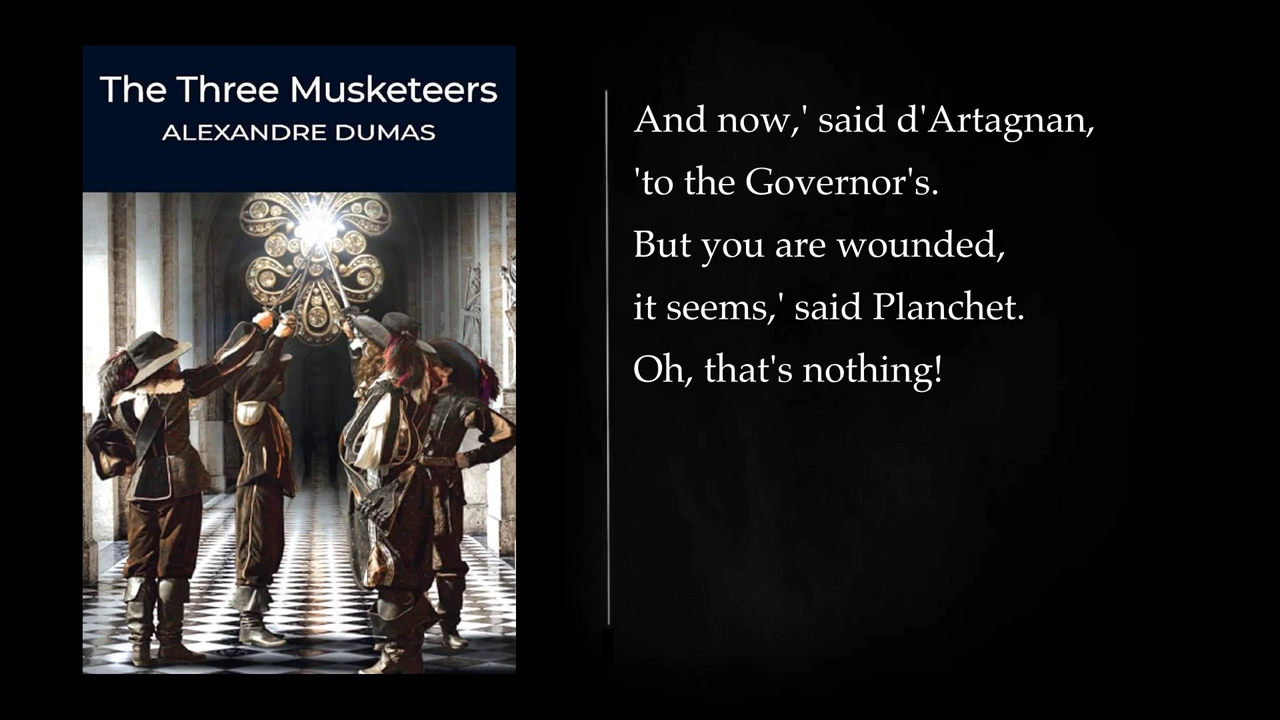 The Three Musketeers
ALEXANDRE DUMAS
And now,' said d'Artagnan,
'to the Governor's.
But you are wounded,
it seems,' said Planchet.
Oh, that's nothing!